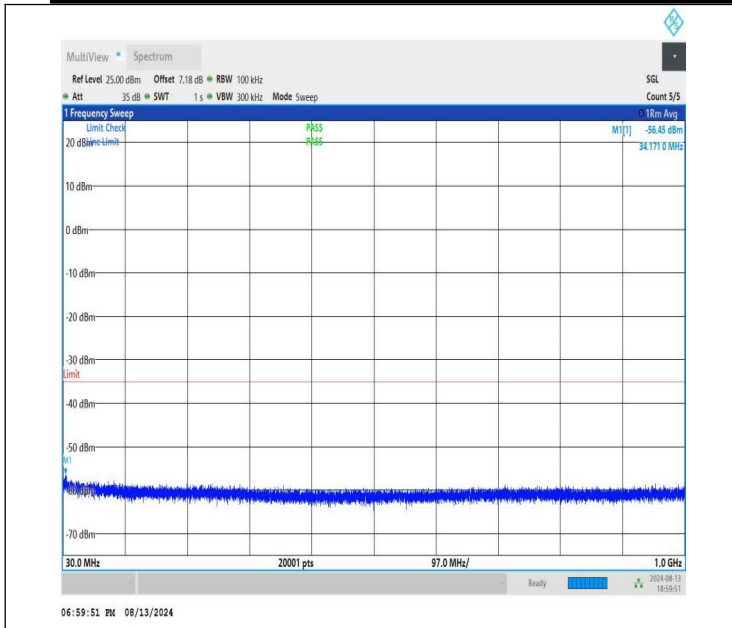 MultiView Spectrum
Ref Level 25.00 dBm Offset 7.18 dB RBW 100 kHz SGL
Att 35 dB SWT 1 s VBW 300 kHz Mode Sweep Count 5/5
1 Frequency Sweep 1Rm Avg
Limit Check PASS M1[1] -56.45 dBm
20 dBm Line Limit PASS 34.171 0 MHz
10 dBm
0 dBm
-10 dBm
-20 dBm
-30 dBm
Limit
-40 dBm
-50 dBm
M1
-60 dBm
-70 dBm
30.0 MHz 20001 pts 97.0 MHz/ 1.0 GHz
Ready 2024-08-13
18:59:51
06:59:51 PM 08/13/2024